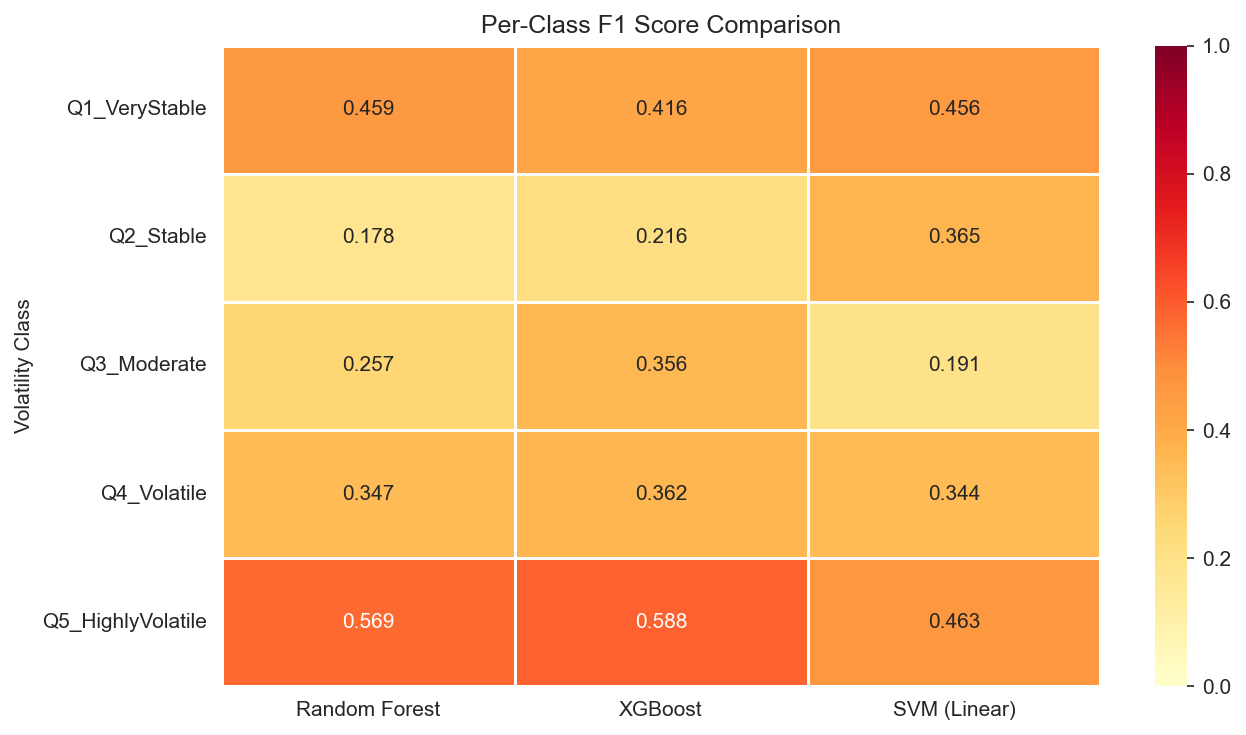 Per-Class F1 Score Comparison
Volatility Class
Q1_VeryStable 0.459 0.416 0.456
Q2_Stable 0.178 0.216 0.365
Q3_Moderate 0.257 0.356 0.191
Q4_Volatile 0.347 0.362 0.344
Q5_HighlyVolatile 0.569 0.588 0.463
Random Forest XGBoost SVM (Linear)
1.0
0.8
0.6
0.4
0.2
0.0